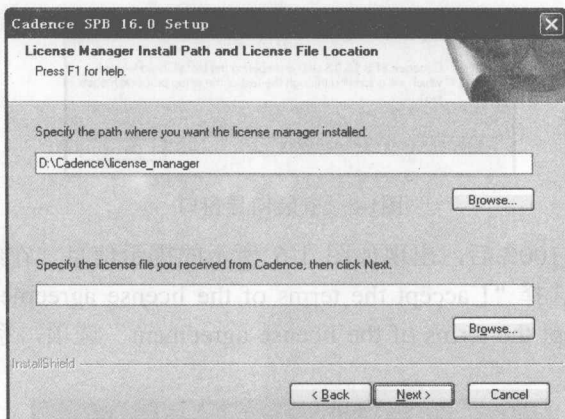 Cadence SPB 16.0 Setup
License Manager Install Path and License File Location
Press F1 for help.
Specify the path where you want the license manager installed.
D:\Cadence\license_manager
Browse...
Specify the license file you received from Cadence, then click Next.
Browse...
InstallShield
< Back
Next >
Cancel